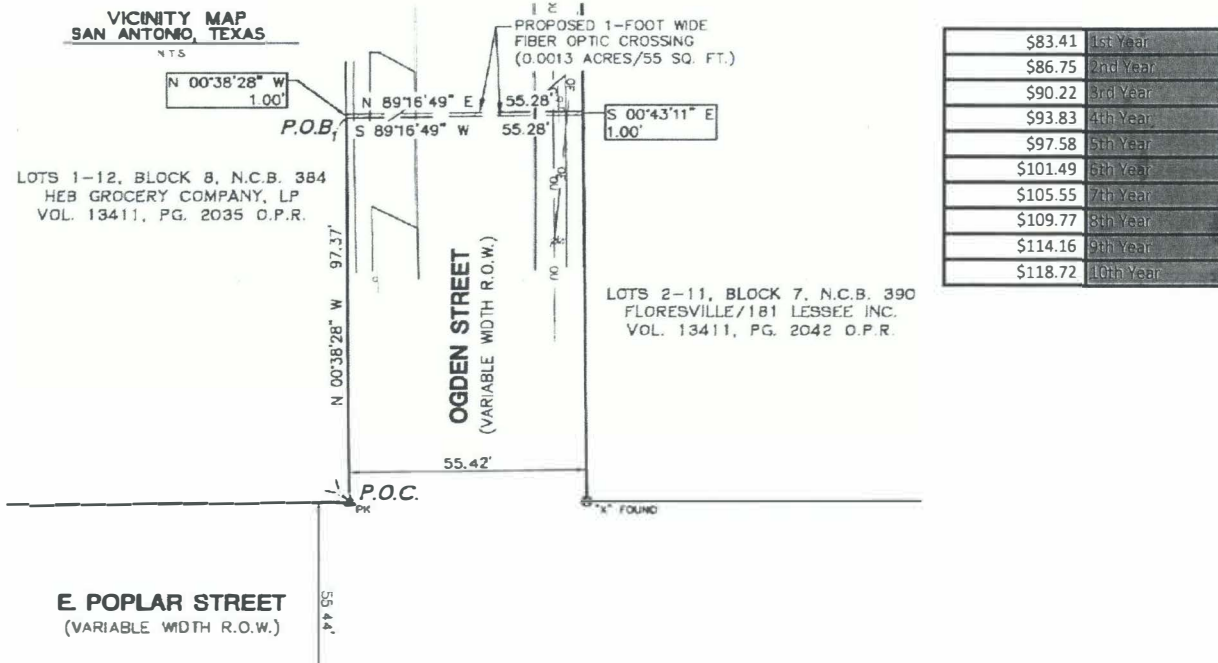 VICINITY MAP
SAN ANTONIO, TEXAS
NTS
N 00°38'28" W
1.00'
PROPOSED 1-FOOT WIDE
FIBER OPTIC CROSSING
(0.0013 ACRES/55 SQ. FT.)
N 89°16'49" E 55.28'
P.O.B. S 89°16'49" W 55.28'
S 00°43'11" E
1.00'
LOTS 1-12, BLOCK 8, N.C.B. 384
HEB GROCERY COMPANY, LP
VOL. 13411, PG. 2035 O.P.R.
N 00°38'28" W 97.37'
OGDEN STREET
(VARIABLE WIDTH R.O.W.)
OE
OE
OU
OU
LOTS 2-11, BLOCK 7, N.C.B. 390
FLORESVILLE/181 LESSEE INC.
VOL. 13411, PG. 2042 O.P.R.
55.42'
P.O.C.
PK
"X" FOUND
E. POPLAR STREET
(VARIABLE WIDTH R.O.W.)
55.44'
$83.41 1st Year
$86.75 2nd Year
$90.22 3rd Year
$93.83 4th Year
$97.58 5th Year
$101.49 6th Year
$105.55 7th Year
$109.77 8th Year
$114.16 9th Year
$118.72 10th Year